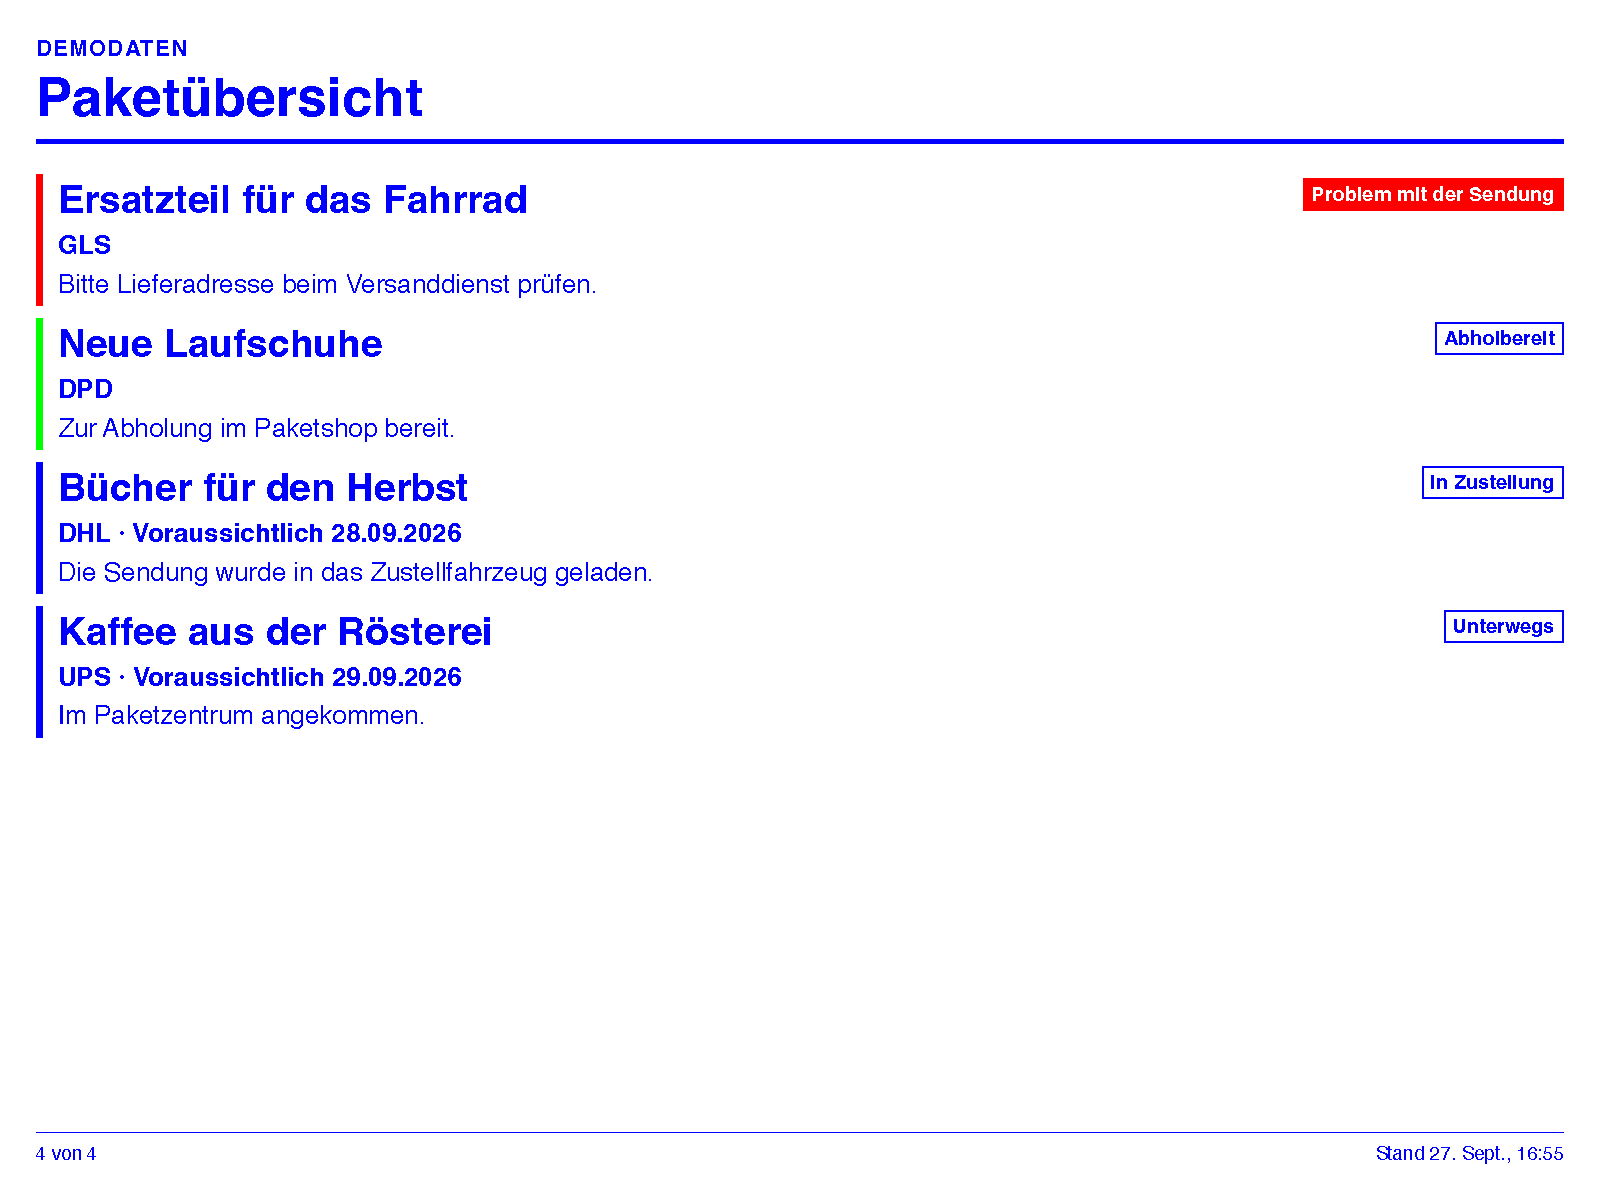 DEMODATEN
Paketübersicht
Ersatzteil für das Fahrrad
Problem mit der Sendung
GLS
Bitte Lieferadresse beim Versanddienst prüfen.
Neue Laufschuhe
Abholbereit
DPD
Zur Abholung im Paketshop bereit.
Bücher für den Herbst
In Zustellung
DHL · Voraussichtlich 28.09.2026
Die Sendung wurde in das Zustellfahrzeug geladen.
Kaffee aus der Rösterei
Unterwegs
UPS · Voraussichtlich 29.09.2026
Im Paketzentrum angekommen.
4 von 4
Stand 27. Sept., 16:55